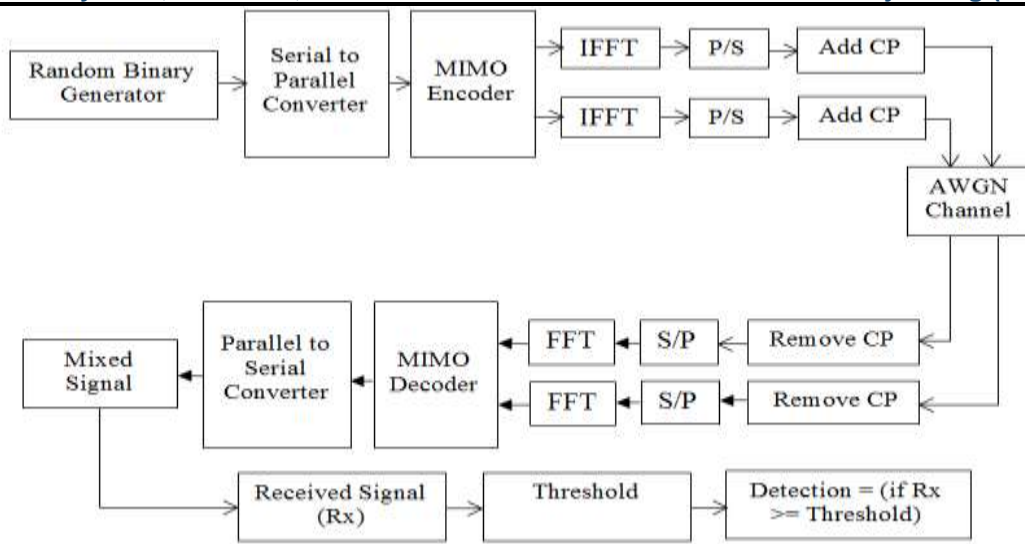 Random Binary
Generator
Serial to
Parallel
Converter
MIMO
Encoder
IFFT
P/S
Add CP
IFFT
P/S
Add CP
AWGN
Channel
Remove CP
S/P
FFT
Remove CP
S/P
FFT
MIMO
Decoder
Parallel to
Serial
Converter
Mixed
Signal
Received Signal
(Rx)
Threshold
Detection = (if Rx
>= Threshold)